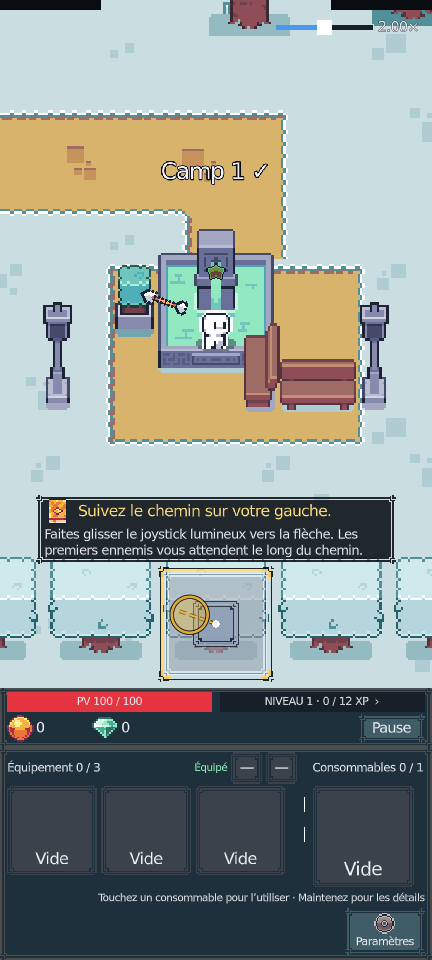 2.00×
Camp 1 ✓
Suivez le chemin sur votre gauche.
Faites glisser le joystick lumineux vers la flèche. Les
premiers ennemis vous attendent le long du chemin.
PV 100 / 100
NIVEAU 1 · 0 / 12 XP ›
0
0
Pause
Équipement 0 / 3
Équipé
—
—
Consommables 0 / 1
Vide
Vide
Vide
Vide
Touchez un consommable pour l'utiliser · Maintenez pour les détails
Paramètres